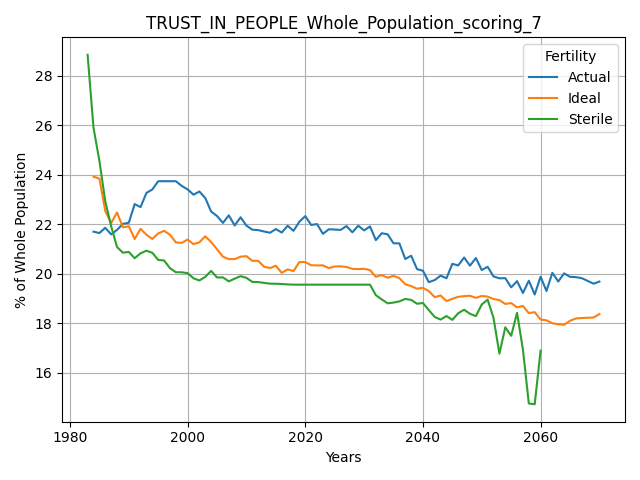 TRUST_IN_PEOPLE_Whole_Population_scoring_7
Fertility
Actual
Ideal
Sterile
% of Whole Population
28
26
24
22
20
18
16
1980
2000
2020
2040
2060
Years